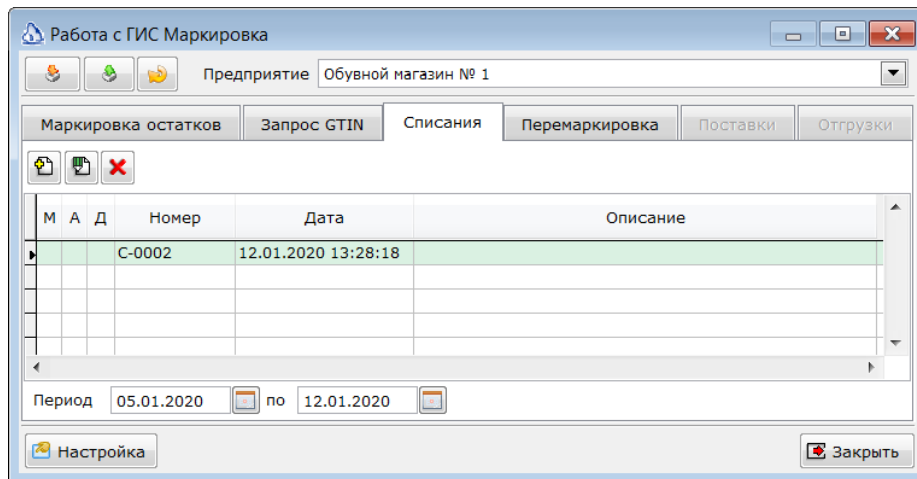 Работа с ГИС Маркировка
Предприятие Обувной магазин № 1
Маркировка остатков Запрос GTIN Списания Перемаркировка Поставки Отгрузки
М А Д Номер Дата Описание
С-0002 12.01.2020 13:28:18
Период 05.01.2020 по 12.01.2020
Настройка Закрыть